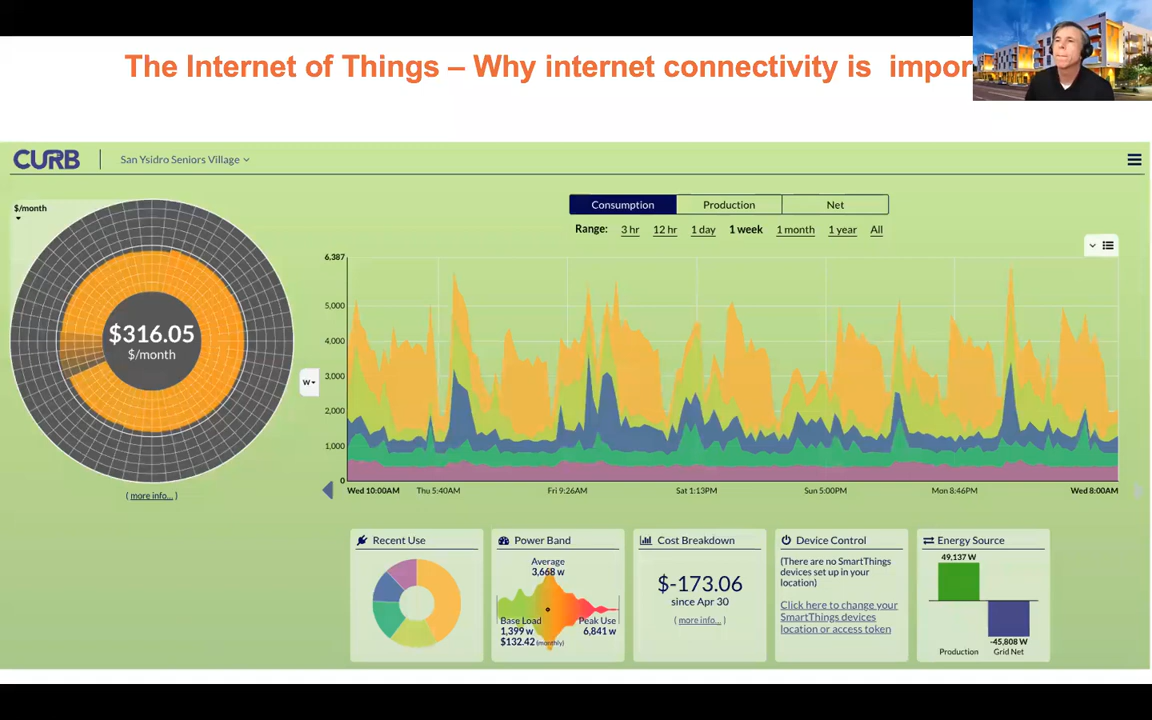 The Internet of Things – Why internet connectivity is impor
CURB
San Ysidro Seniors Village
$/month
$316.05
$/month
( more info... )
Consumption
Production
Net
Range: 3 hr 12 hr 1 day 1 week 1 month 1 year All
W
6,387
5,000
4,000
3,000
2,000
1,000
0
Wed 10:00AM Thu 5:40AM Fri 9:26AM Sat 1:13PM Sun 5:00PM Mon 8:46PM Wed 8:00AM
Recent Use
Power Band
Average
3,668 w
Base Load
1,399 w
$132.42 (monthly)
Peak Use
6,841 w
Cost Breakdown
$-173.06
since Apr 30
( more info... )
Device Control
(There are no SmartThings
devices set up in your
location)
Click here to change your
SmartThings devices
location or access token
Energy Source
49,137 W
-45,808 W
Production
Grid Net